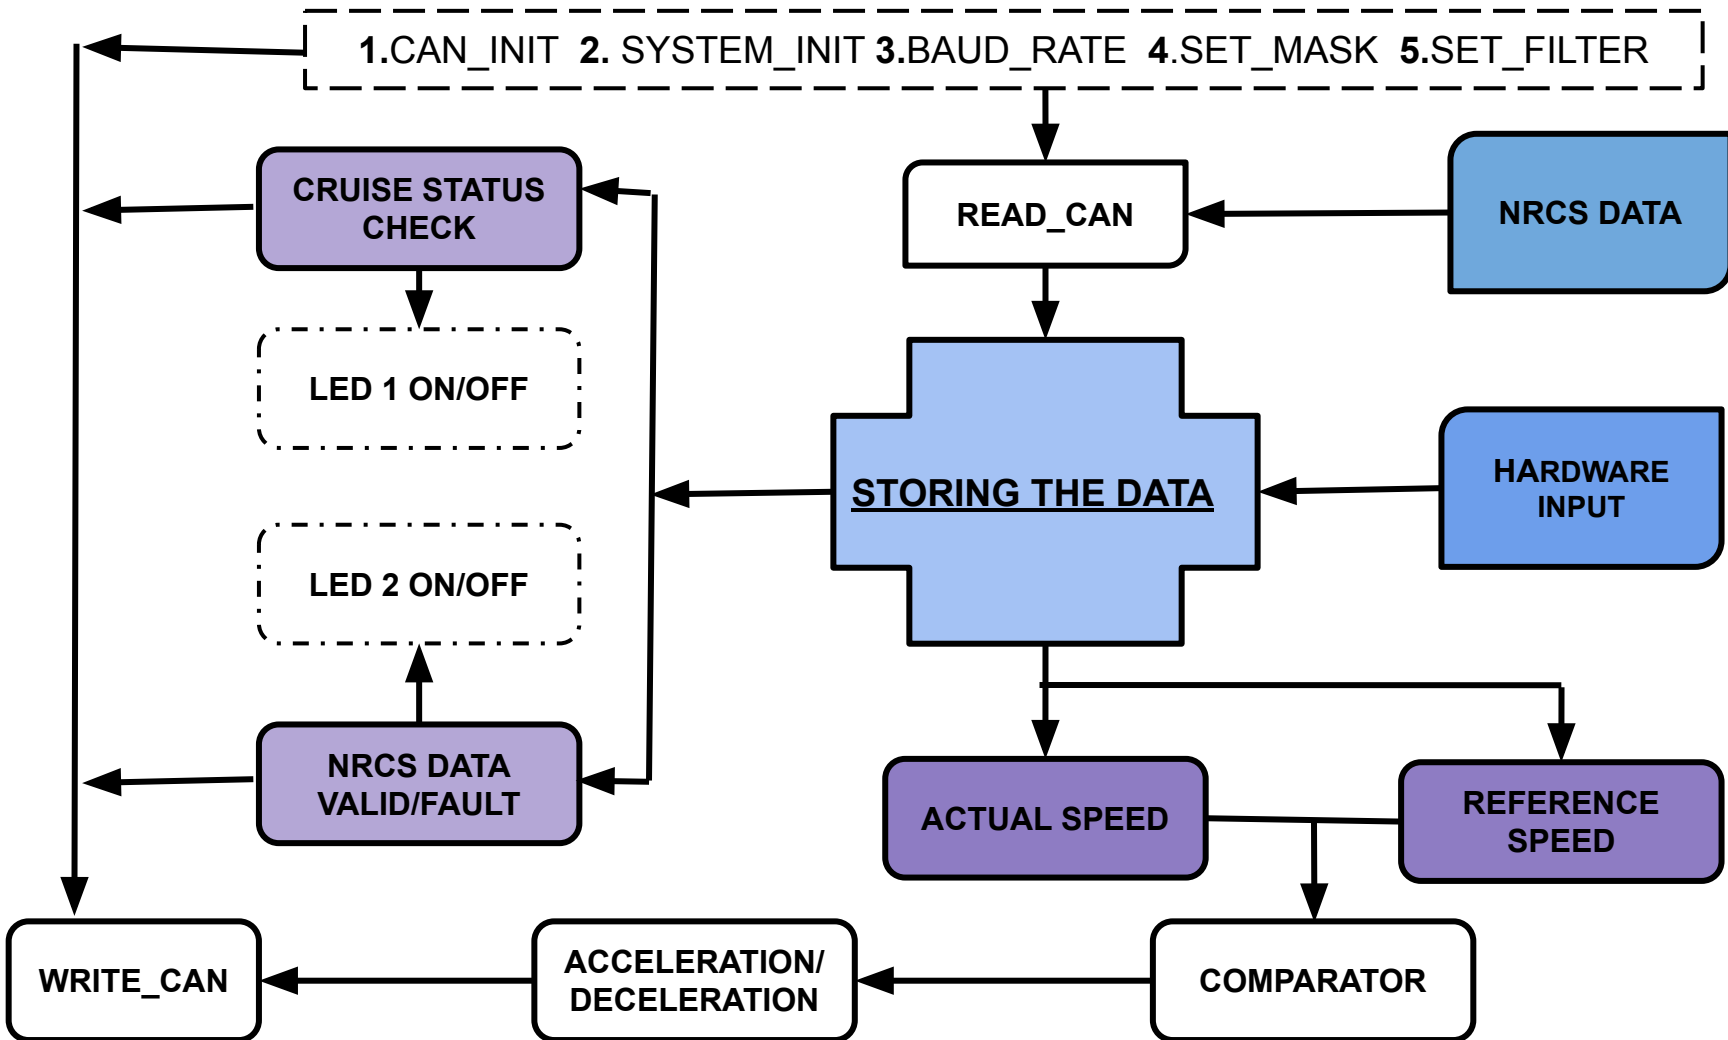 1.CAN_INIT 2. SYSTEM_INIT 3.BAUD_RATE 4.SET_MASK 5.SET_FILTER
CRUISE STATUS
CHECK
READ_CAN
NRCS DATA
LED 1 ON/OFF
STORING THE DATA
HARDWARE
INPUT
LED 2 ON/OFF
NRCS DATA
VALID/FAULT
ACTUAL SPEED
REFERENCE
SPEED
WRITE_CAN
ACCELERATION/
DECELERATION
COMPARATOR